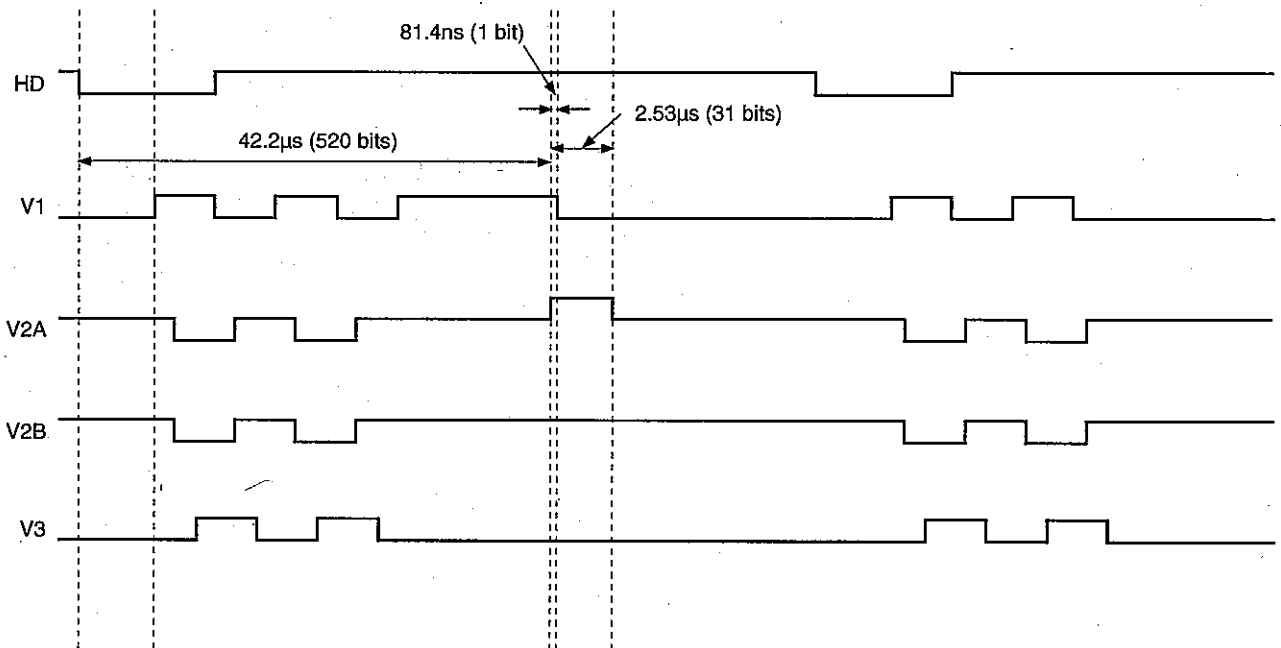 81.4ns (1 bit)
HD
2.53µs (31 bits)
42.2µs (520 bits)
V1
V2A
V2B
V3